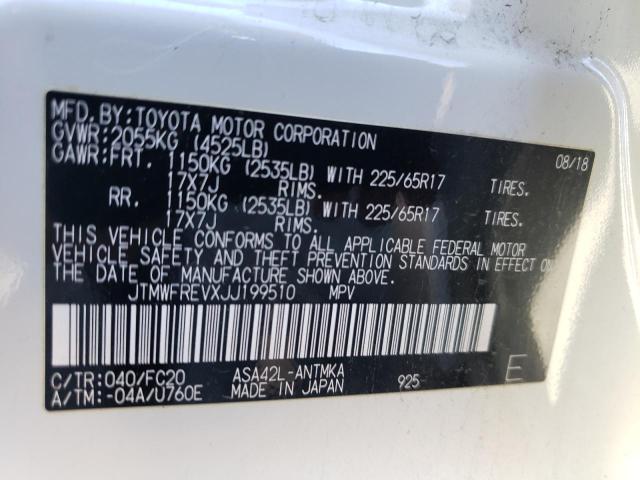 MFD.BY:TOYOTA MOTOR CORPORATION 08/18
GVWR:2055KG (4525LB)
GAWR:FRT. 1150KG (2535LB) WITH 225/65R17 TIRES.
17X7J RIMS.
RR. 1150KG (2535LB) WITH 225/65R17 TIRES.
17X7J RIMS.
THIS VEHICLE CONFORMS TO ALL APPLICABLE FEDERAL MOTOR
VEHICLE SAFETY AND THEFT PREVENTION STANDARDS IN EFFECT ON
THE DATE OF MANUFACTURE SHOWN ABOVE.
JTMWFREVXJJ199510 MPV
C/TR:040/FC20 ASA42L-ANTMKA
A/TM:-04A/U760E MADE IN JAPAN 925 E